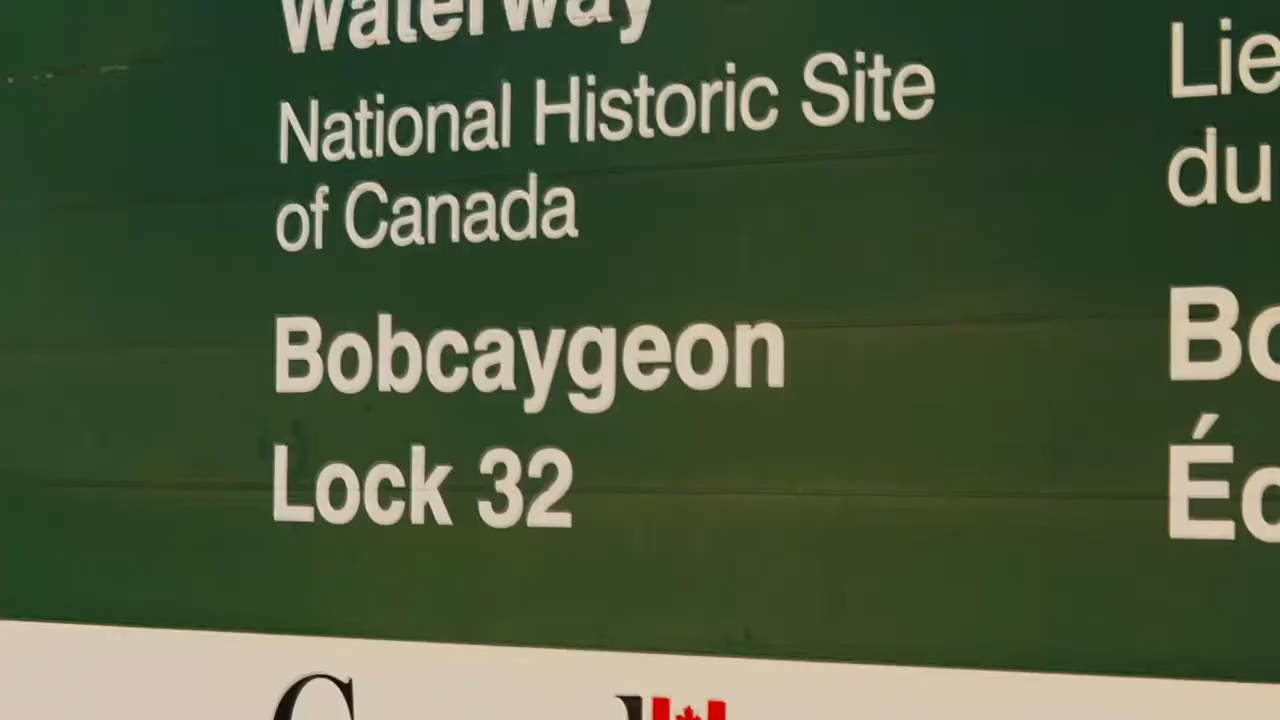 Waterway
National Historic Site
of Canada
Bobcaygeon
Lock 32
Lie
du
Bo
Éc